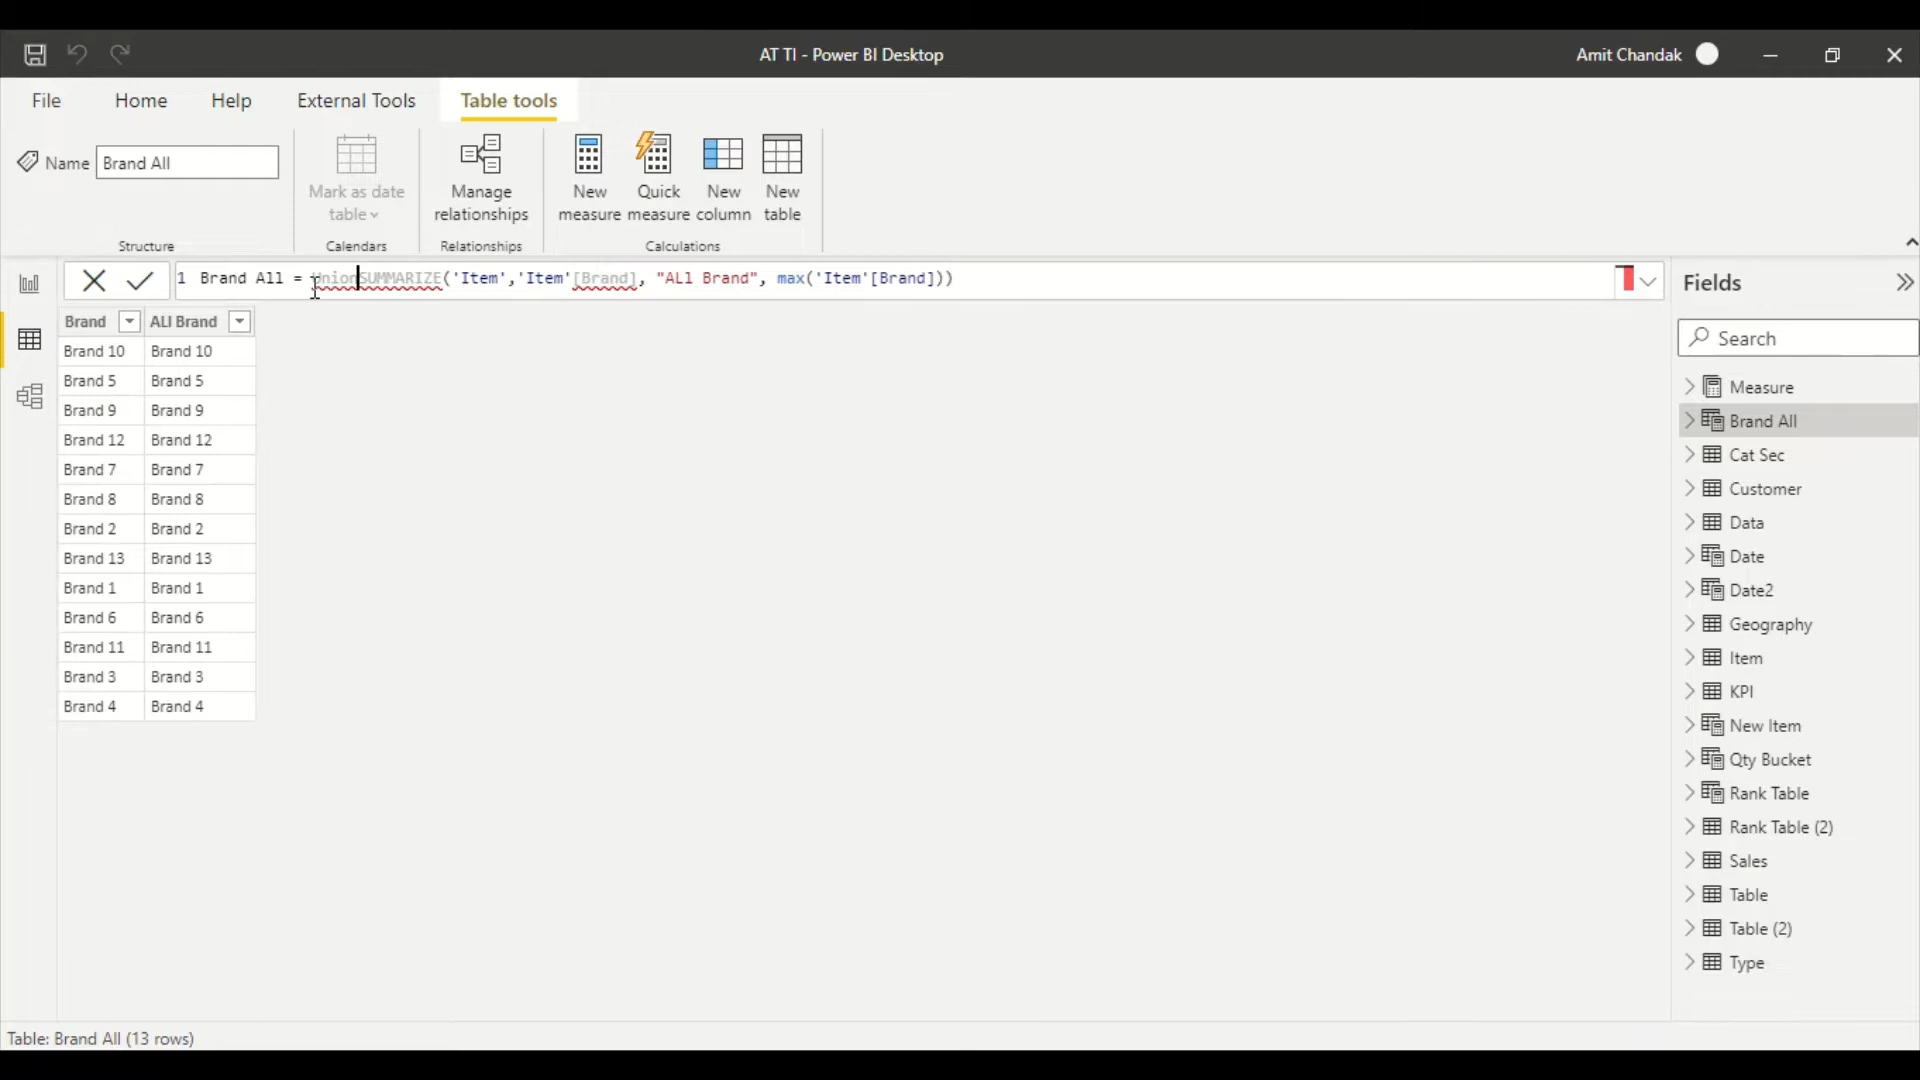 AT TI - Power BI Desktop
Amit Chandak
File
Home
Help
External Tools
Table tools
Name
Brand All
Mark as date
table
Manage
relationships
New
measure
Quick
measure
New
column
New
table
Structure
Calendars
Relationships
Calculations
1 Brand All = UnionSUMMARIZE('Item','Item'[Brand], "ALl Brand", max('Item'[Brand]))
Brand ALl Brand
Brand 10 Brand 10
Brand 5 Brand 5
Brand 9 Brand 9
Brand 12 Brand 12
Brand 7 Brand 7
Brand 8 Brand 8
Brand 2 Brand 2
Brand 13 Brand 13
Brand 1 Brand 1
Brand 6 Brand 6
Brand 11 Brand 11
Brand 3 Brand 3
Brand 4 Brand 4
Fields
Search
Measure
Brand All
Cat Sec
Customer
Data
Date
Date2
Geography
Item
KPI
New Item
Qty Bucket
Rank Table
Rank Table (2)
Sales
Table
Table (2)
Type
Table: Brand All (13 rows)